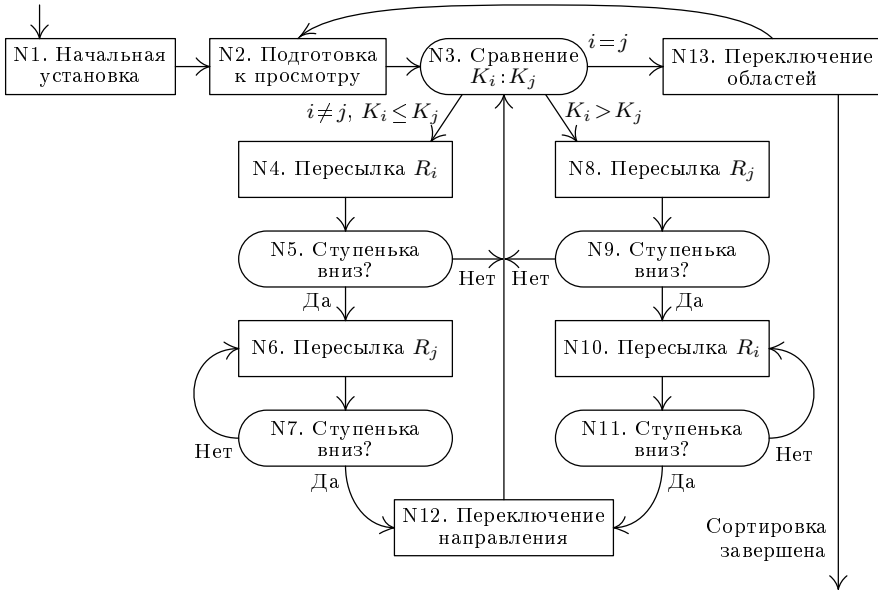 N1. Начальная
установка
N2. Подготовка
к просмотру
N3. Сравнение
K_i : K_j
i = j
N13. Переключение
областей
i ≠ j, K_i ≤ K_j
K_i > K_j
N4. Пересылка R_i
N8. Пересылка R_j
N5. Ступенька
вниз?
N9. Ступенька
вниз?
Нет
Нет
Да
Да
N6. Пересылка R_j
N10. Пересылка R_i
N7. Ступенька
вниз?
N11. Ступенька
вниз?
Нет
Нет
Да
Да
N12. Переключение
направления
Сортировка
завершена